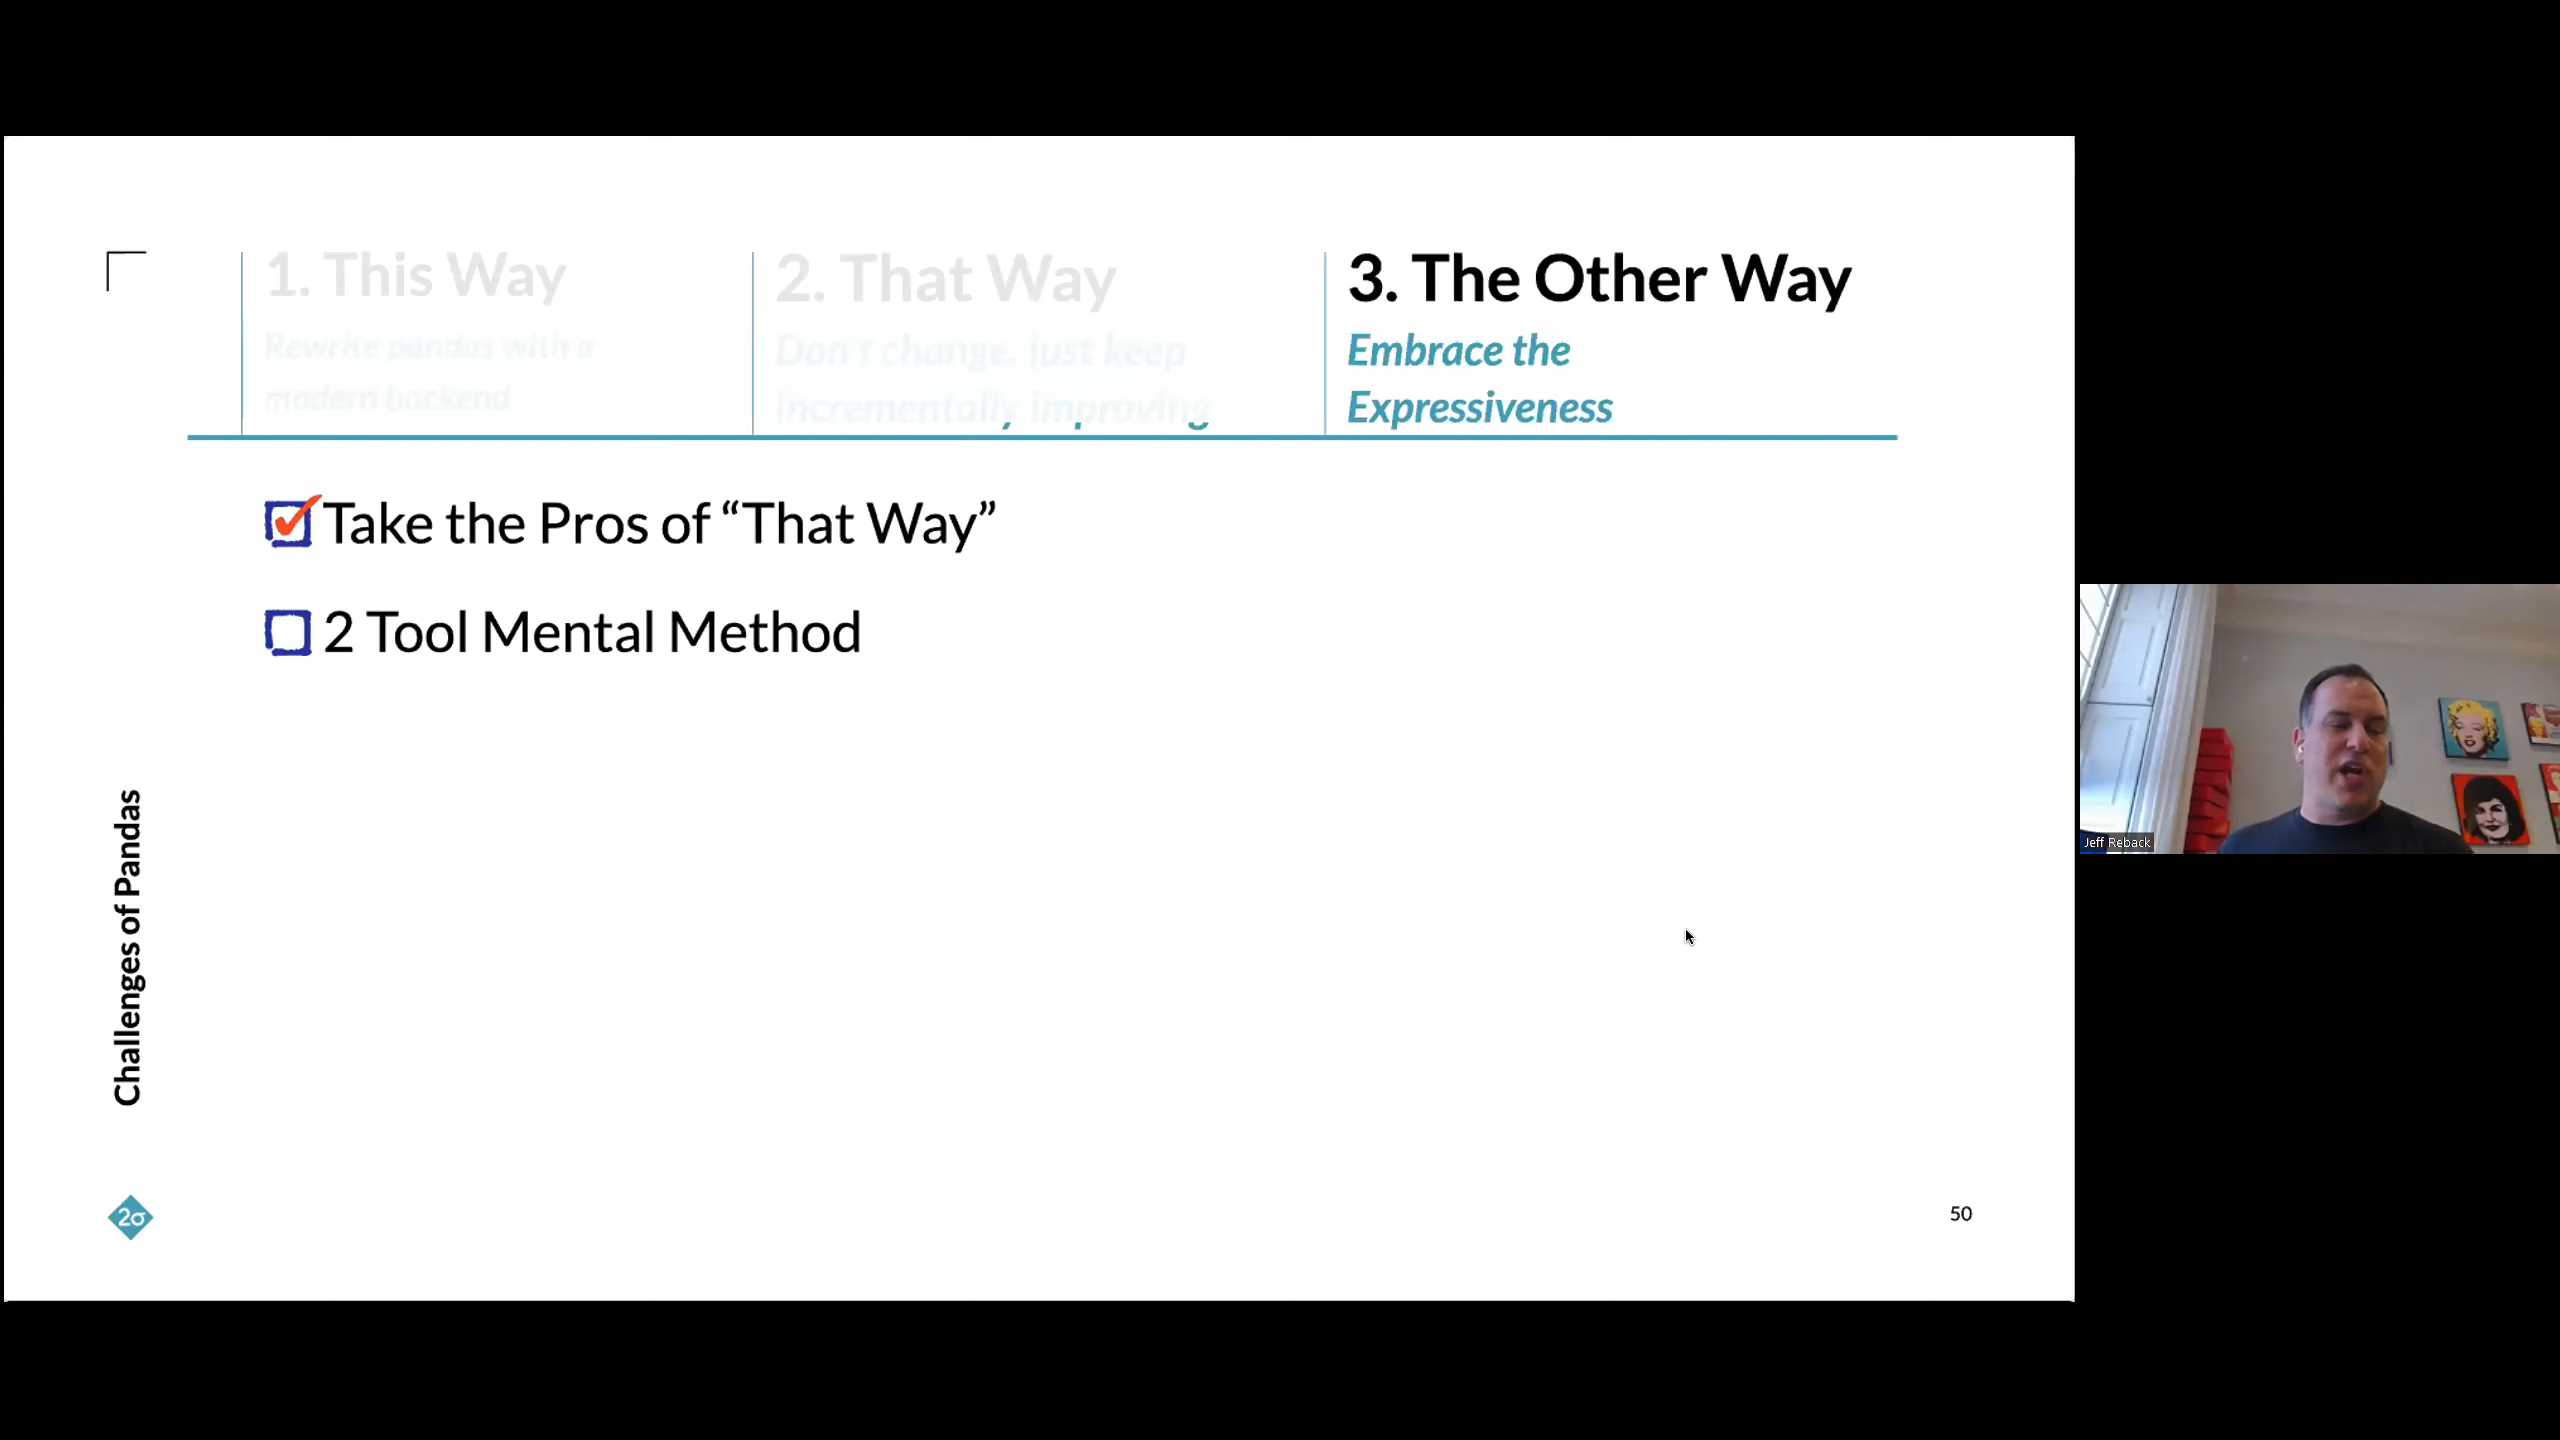 1. This Way
Rewrite pandas with a
modern backend
2. That Way
Don't change. Just keep
incrementally improving
3. The Other Way
Embrace the
Expressiveness
Take the Pros of “That Way”
2 Tool Mental Method
Challenges of Pandas
2σ
50
Jeff Reback